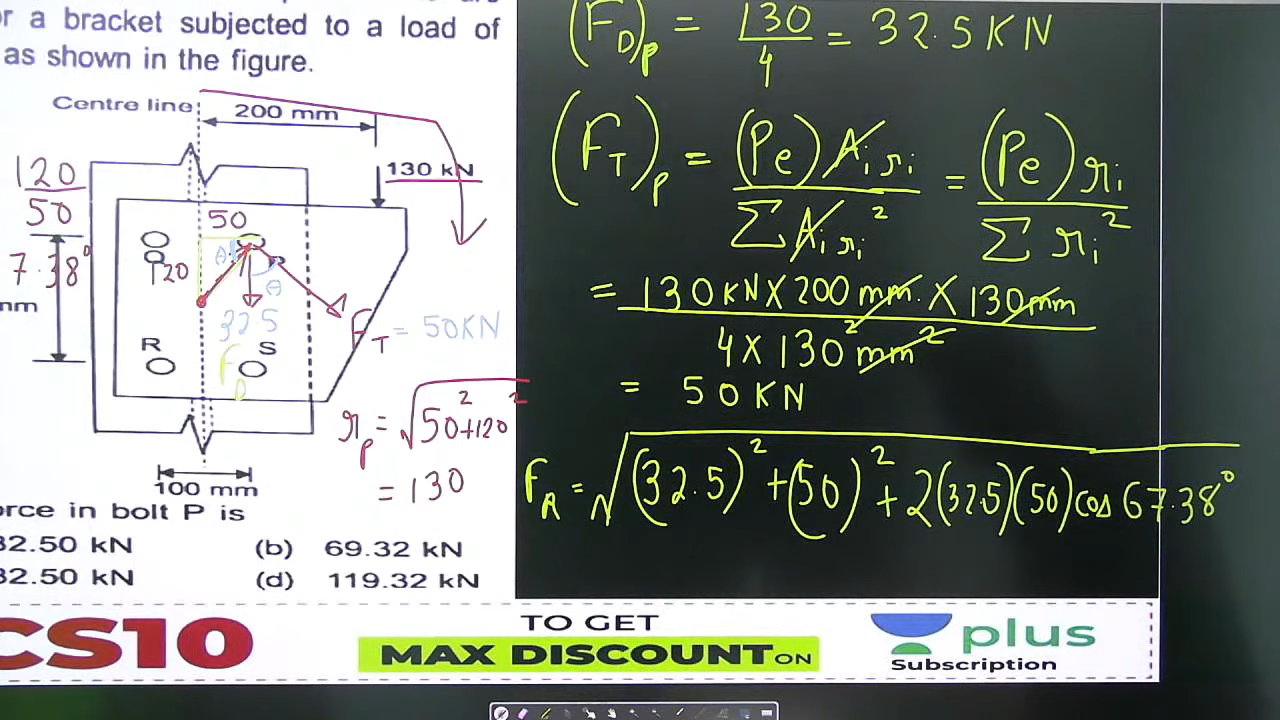 r a bracket subjected to a load of
as shown in the figure.
Centre line
200 mm
130 kN
120
50
7.38°
50
120
θ
θ
32.5
F_D
F_T = 50KN
nm
R
S
100 mm
r_p = √(50² + 120²)
= 130
orce in bolt P is
32.50 kN
(b) 69.32 kN
32.50 kN
(d) 119.32 kN
(F_D)_p = 130/4 = 32.5 KN
(F_T)_p = (Pe) A_i r_i / Σ A_i r_i² = (Pe) r_i / Σ r_i²
= 130 KN X 200 mm. X 130 mm / 4 X 130² mm²
= 50 KN
F_R = √((32.5)² + (50)² + 2(32.5)(50) cos 67.38°)
CS10
TO GET
MAX DISCOUNT ON
plus
Subscription